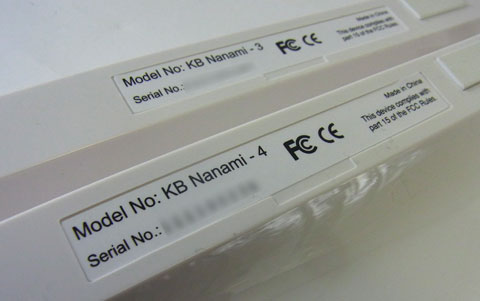 Model No: KB Nanami - 3
Serial No.:
FC CE
Made in China
This device complies with
part 15 of the FCC Rules
Model No: KB Nanami - 4
Serial No.:
FC CE
Made in China
This device complies with
part 15 of the FCC Rules